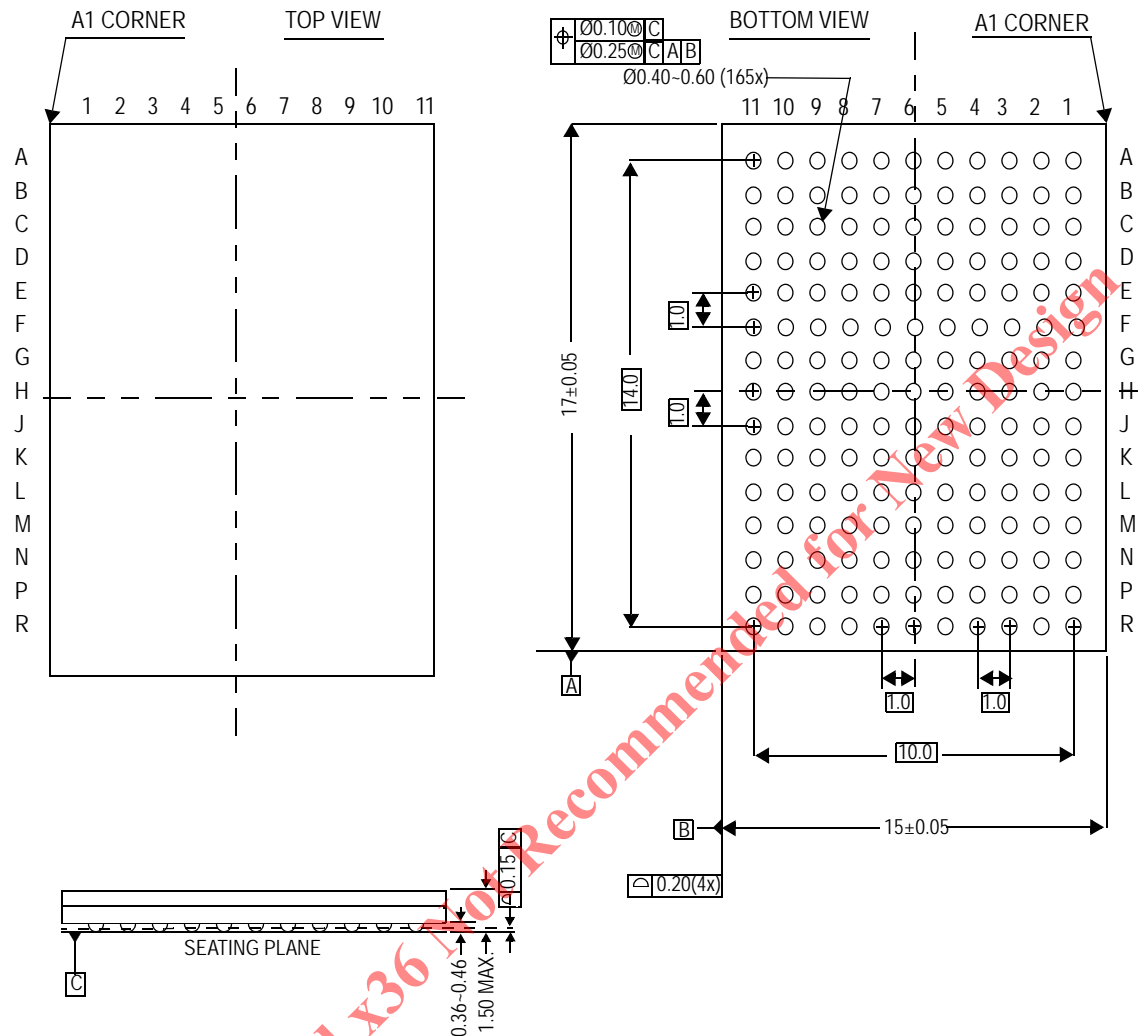 A1 CORNER
TOP VIEW
BOTTOM VIEW
A1 CORNER
Ø0.10Ⓜ C
Ø0.25Ⓜ C A B
Ø0.40~0.60 (165x)
1 2 3 4 5 6 7 8 9 10 11
11 10 9 8 7 6 5 4 3 2 1
A
B
C
D
E
F
G
H
J
K
L
M
N
P
R
A
B
C
D
E
F
G
H
J
K
L
M
N
P
R
17±0.05
14.0
1.0
1.0
A
1.0
1.0
10.0
B
15±0.05
0.20(4x)
0.15 C
SEATING PLANE
C
0.36~0.46
1.50 MAX.
x36 Not Recommended for New Design